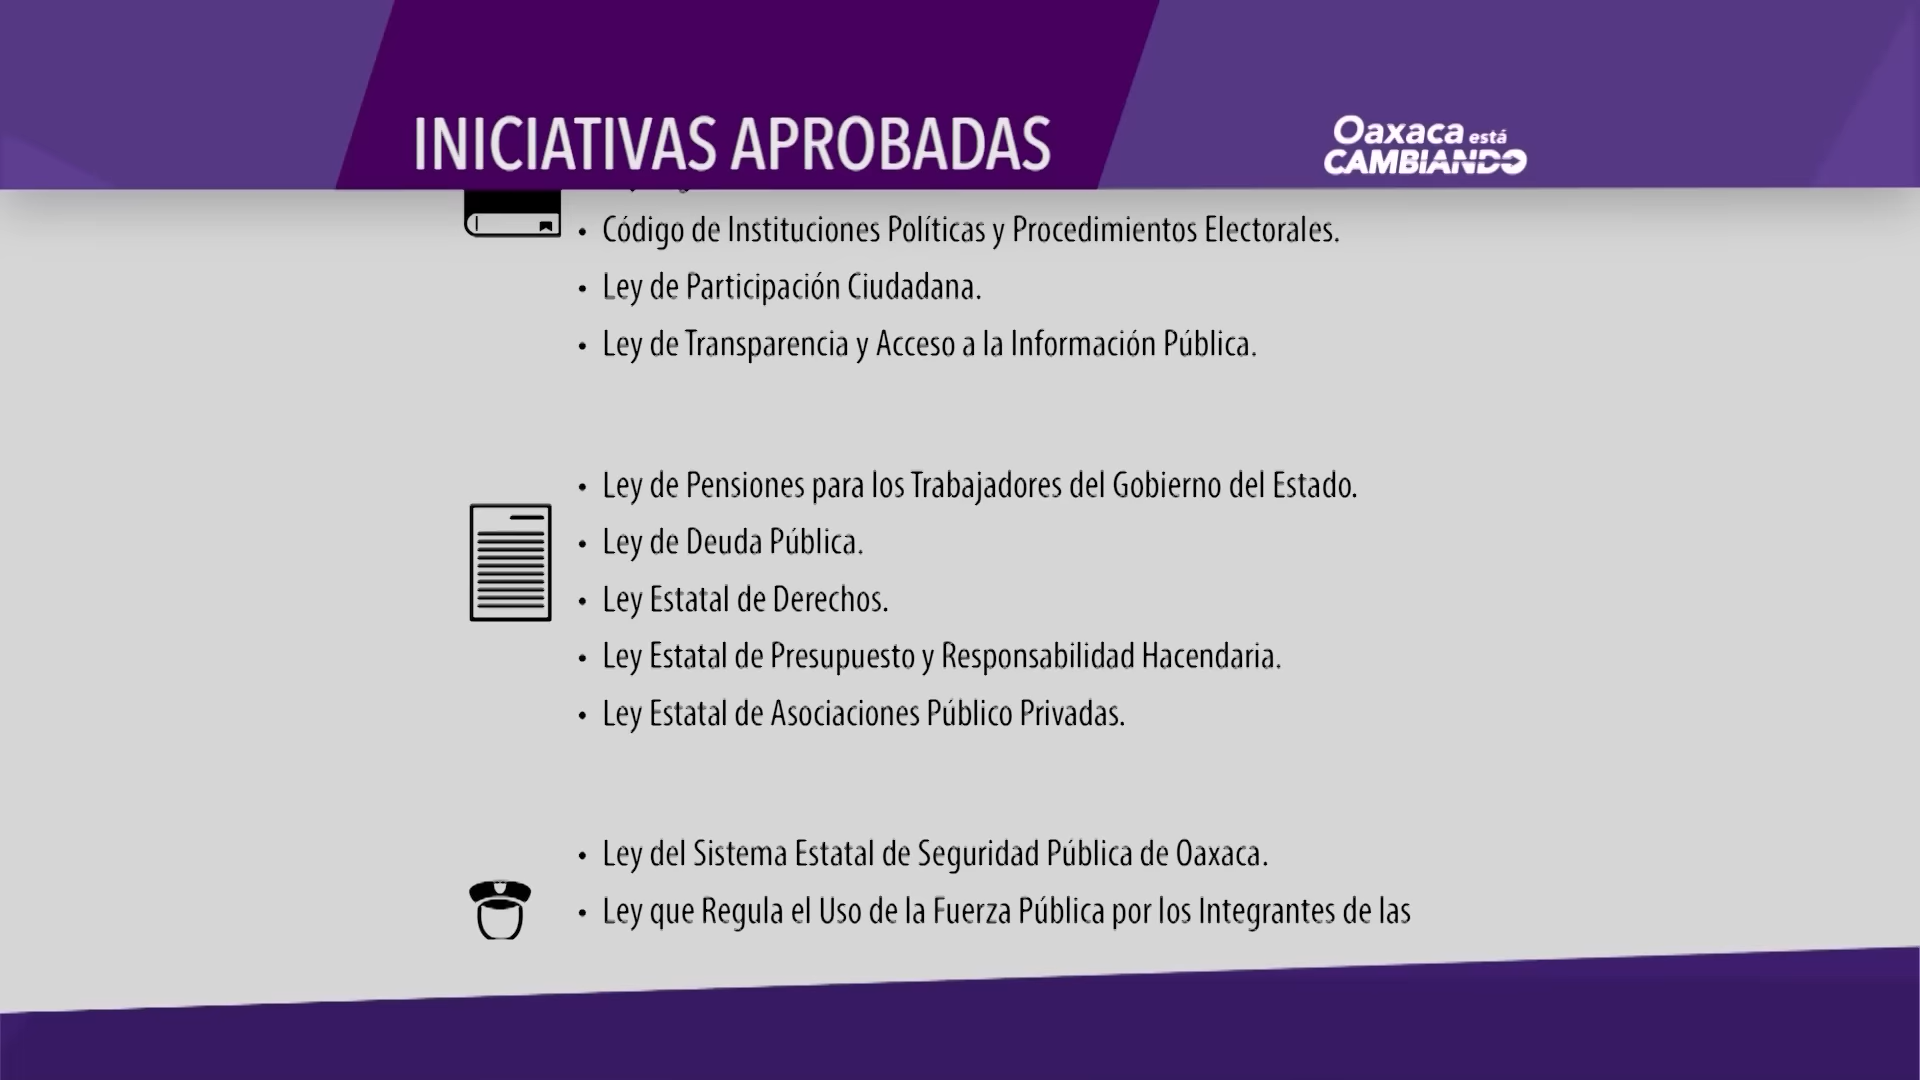 INICIATIVAS APROBADAS
Oaxaca está
CAMBIANDO
• Código de Instituciones Políticas y Procedimientos Electorales.
• Ley de Participación Ciudadana.
• Ley de Transparencia y Acceso a la Información Pública.
• Ley de Pensiones para los Trabajadores del Gobierno del Estado.
• Ley de Deuda Pública.
• Ley Estatal de Derechos.
• Ley Estatal de Presupuesto y Responsabilidad Hacendaria.
• Ley Estatal de Asociaciones Público Privadas.
• Ley del Sistema Estatal de Seguridad Pública de Oaxaca.
• Ley que Regula el Uso de la Fuerza Pública por los Integrantes de las